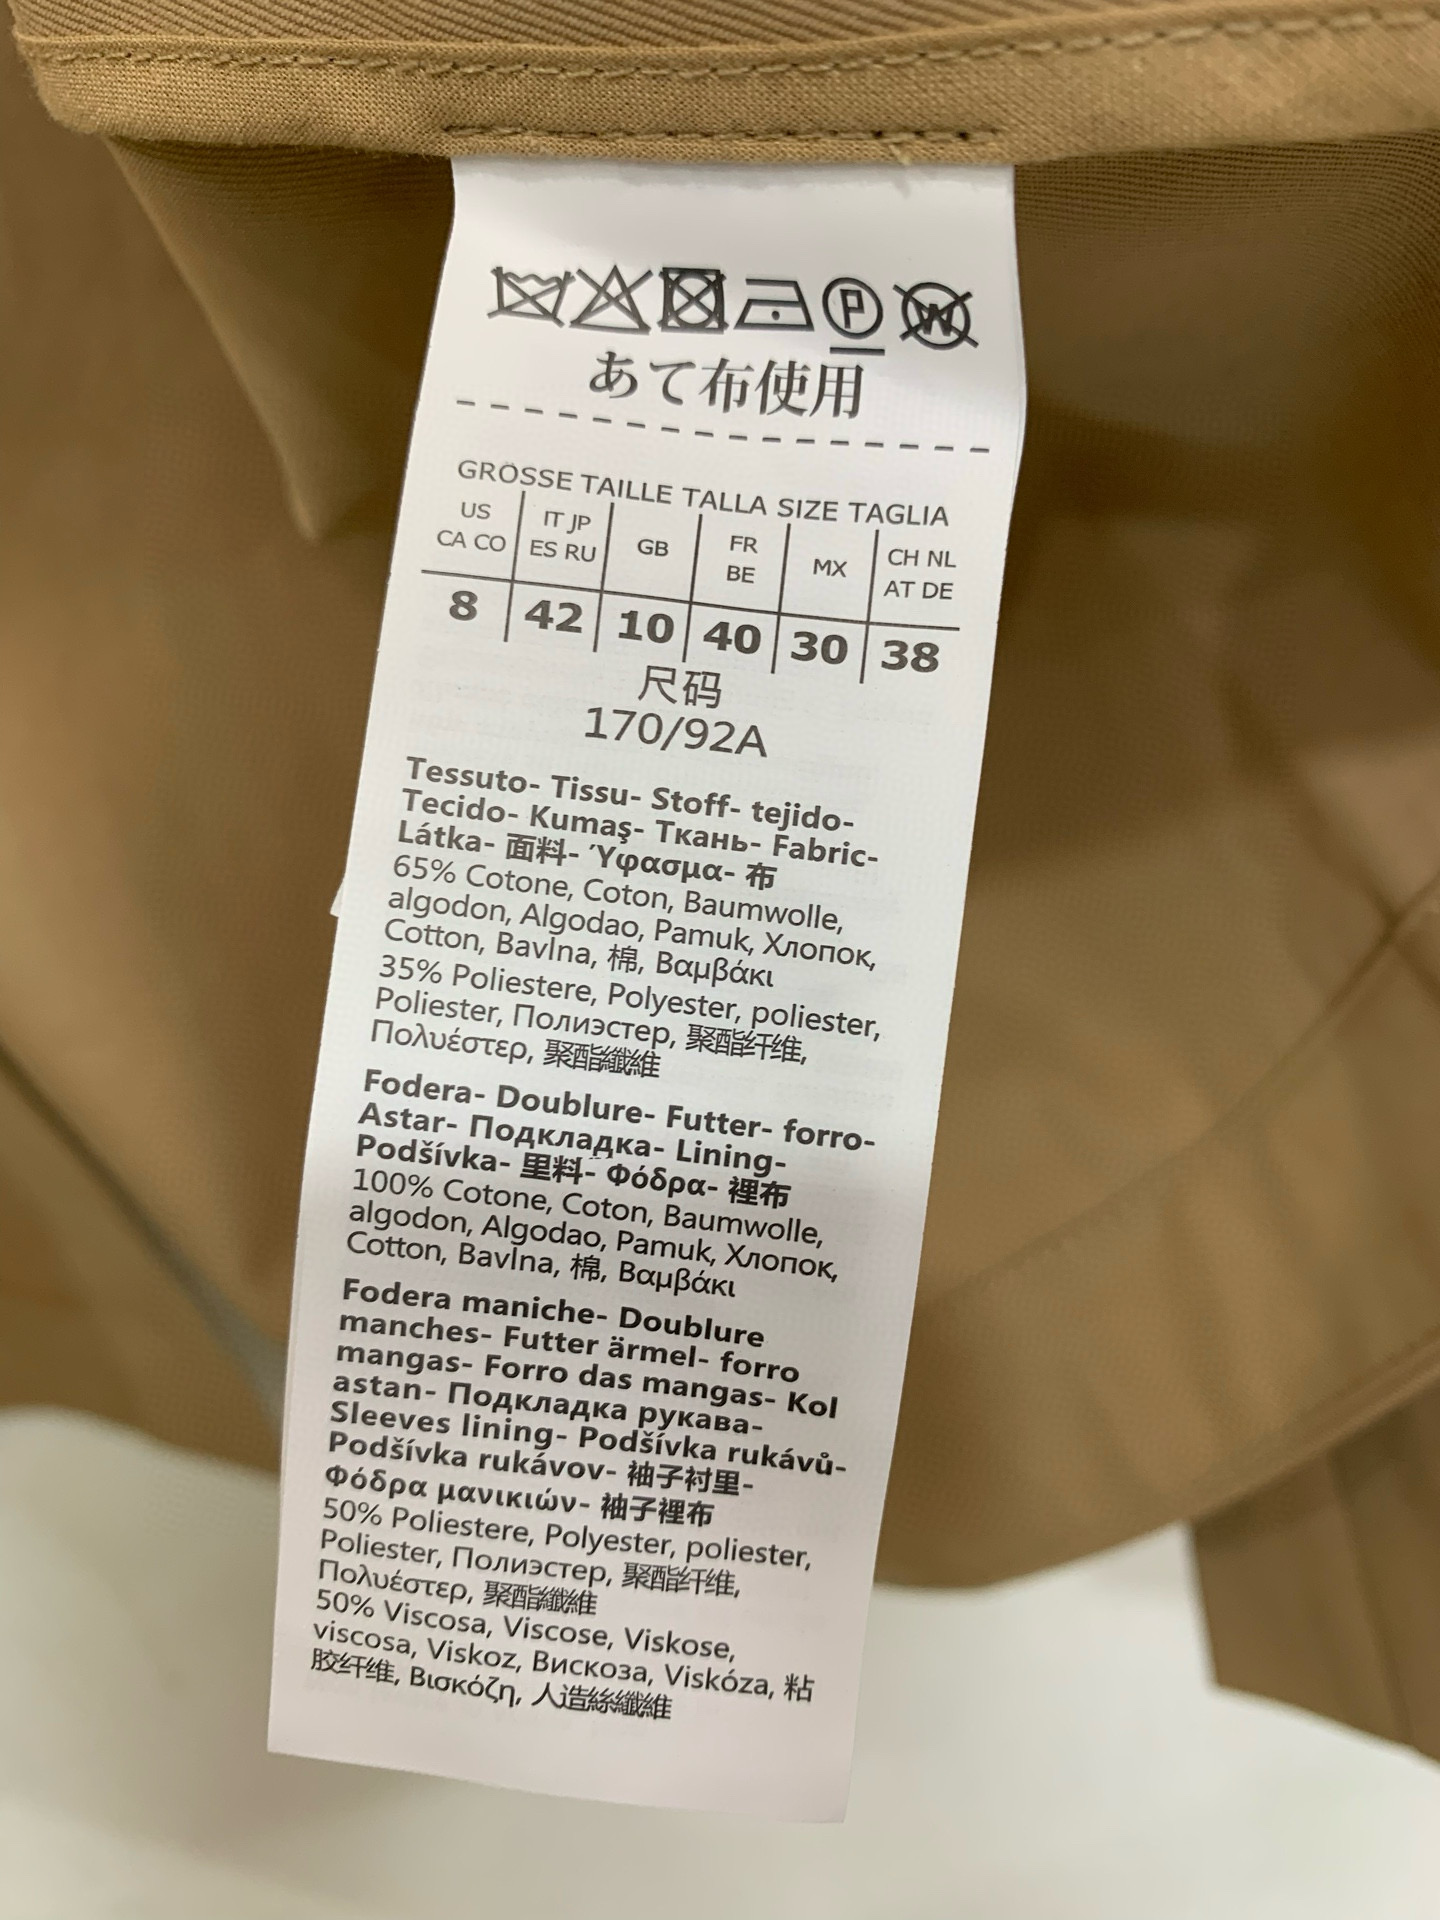 P W
あて布使用
GRÖSSE TAILLE TALLA SIZE TAGLIA
US CA CO | IT JP ES RU | GB | FR BE | MX | CH NL AT DE
8 | 42 | 10 | 40 | 30 | 38
尺码
170/92A
Tessuto- Tissu- Stoff- tejido-
Tecido- Kumaş- Ткань- Fabric-
Látka- 面料- Ύφασμα- 布
65% Cotone, Coton, Baumwolle,
algodon, Algodao, Pamuk, Хлопок,
Cotton, Bavlna, 棉, Βαμβάκι
35% Poliestere, Polyester, poliester,
Poliester, Полиэстер, 聚酯纤维,
Πολυέστερ, 聚酯纖維
Fodera- Doublure- Futter- forro-
Astar- Подкладка- Lining-
Podšívka- 里料- Φόδρα- 裡布
100% Cotone, Coton, Baumwolle,
algodon, Algodao, Pamuk, Хлопок,
Cotton, Bavlna, 棉, Βαμβάκι
Fodera maniche- Doublure
manches- Futter ärmel- forro
mangas- Forro das mangas- Kol
astan- Подкладка рукава-
Sleeves lining- Podšívka rukávů-
Podšívka rukávov- 袖子衬里-
Φόδρα μανικιών- 袖子裡布
50% Poliestere, Polyester, poliester,
Poliester, Полиэстер, 聚酯纤维,
Πολυέστερ, 聚酯纖維
50% Viscosa, Viscose, Viskose,
viscosa, Viskoz, Вискоза, Viskóza, 粘
胶纤维, Βισκόζη, 人造絲纖維